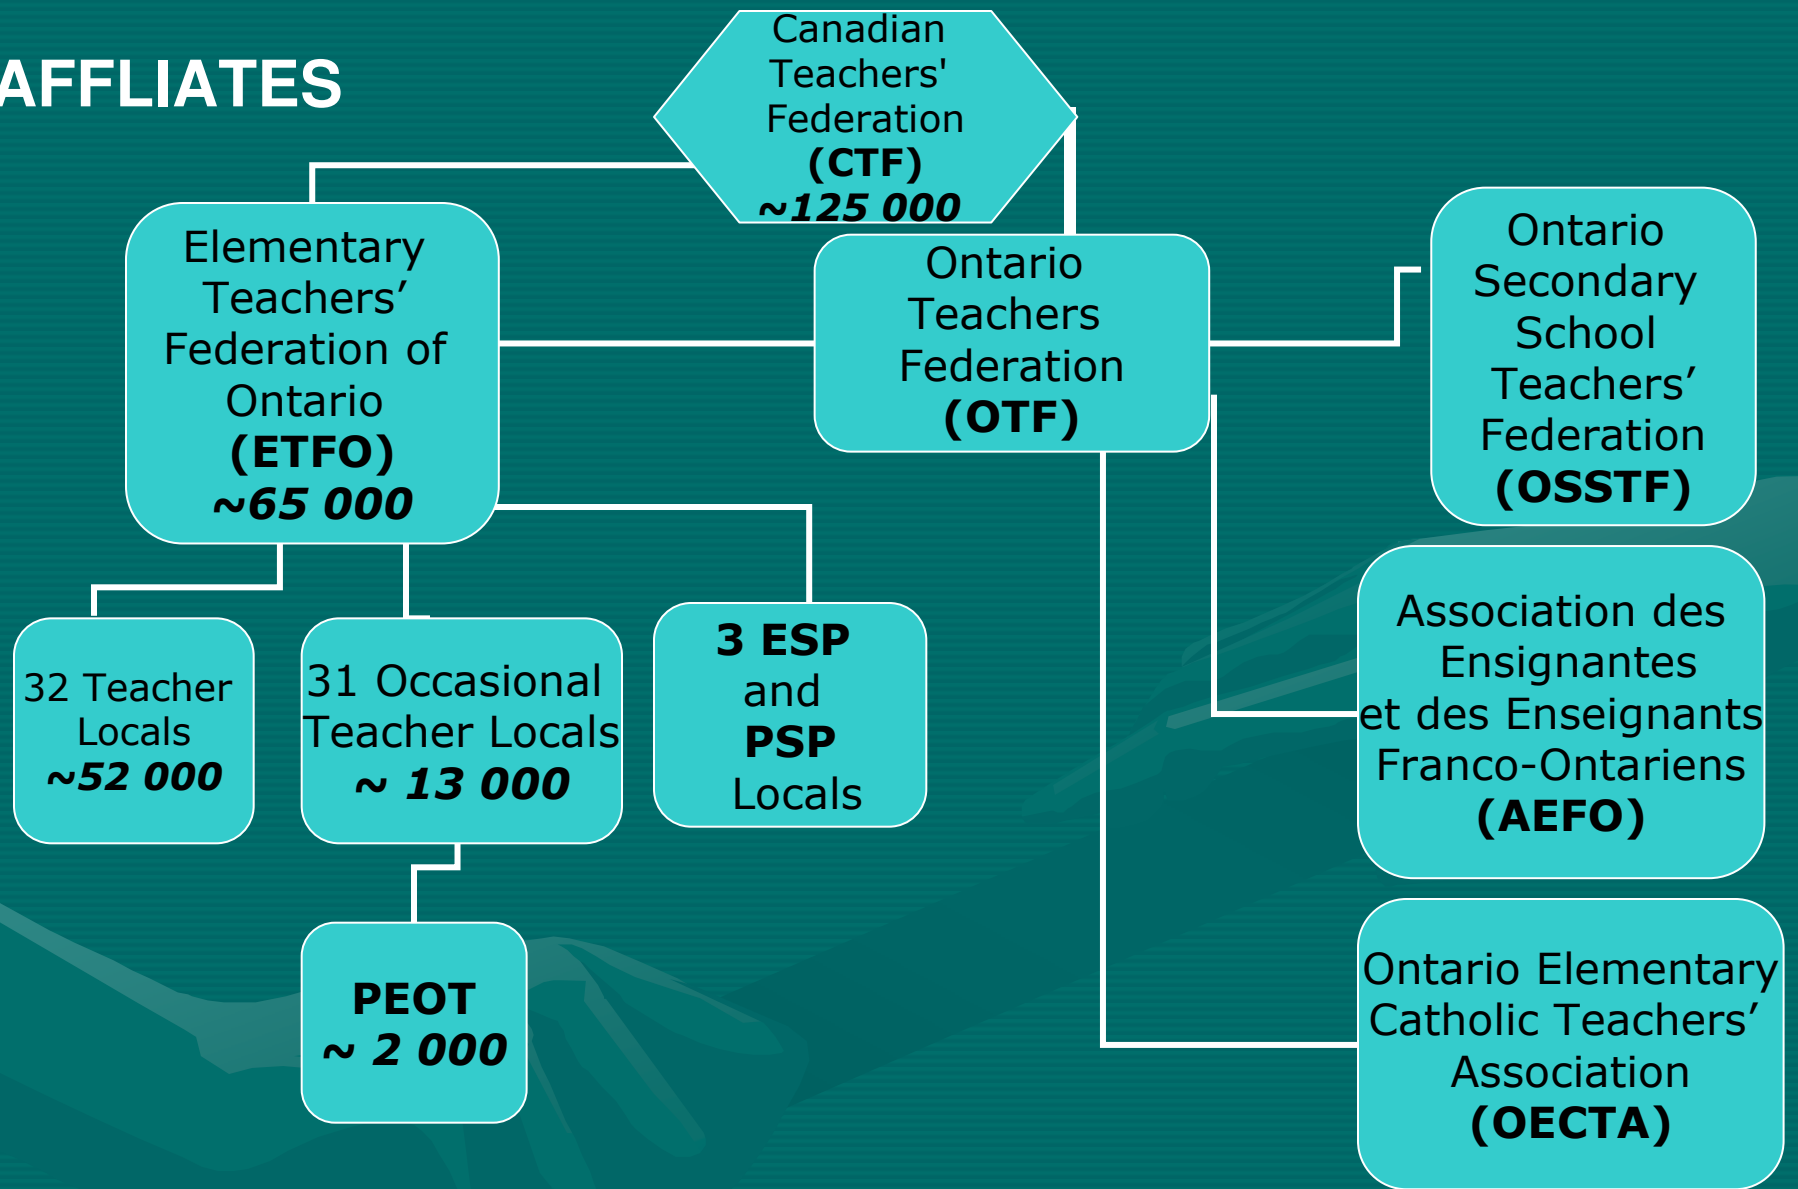 AFFLIATES
Canadian
Teachers'
Federation
(CTF)
~125 000
Elementary
Teachers’
Federation of
Ontario
(ETFO)
~65 000
Ontario
Teachers
Federation
(OTF)
Ontario
Secondary
School
Teachers’
Federation
(OSSTF)
32 Teacher
Locals
~52 000
31 Occasional
Teacher Locals
~ 13 000
3 ESP
and
PSP
Locals
Association des
Ensignantes
et des Enseignants
Franco-Ontariens
(AEFO)
PEOT
~ 2 000
Ontario Elementary
Catholic Teachers’
Association
(OECTA)